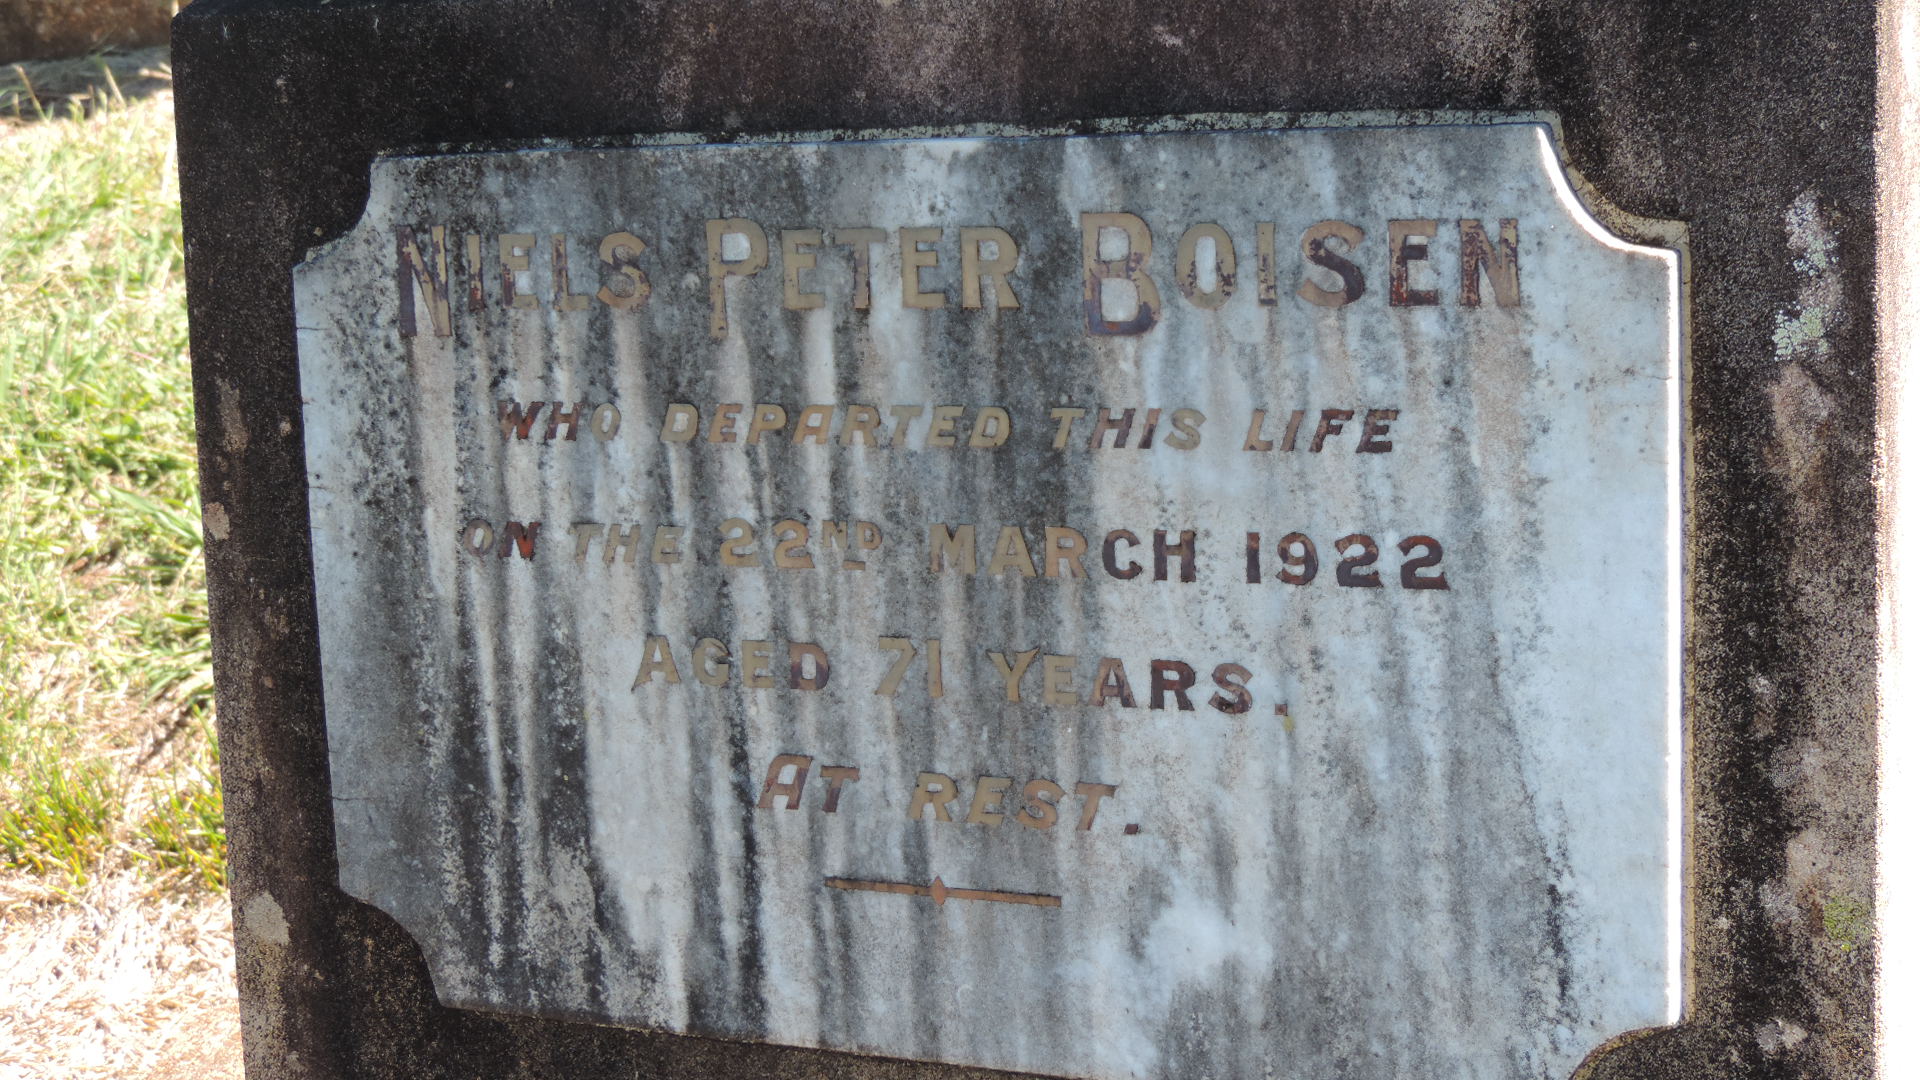 NIELS PETER BOISEN
WHO DEPARTED THIS LIFE
ON THE 22ND MARCH 1922
AGED 71 YEARS.
AT REST.